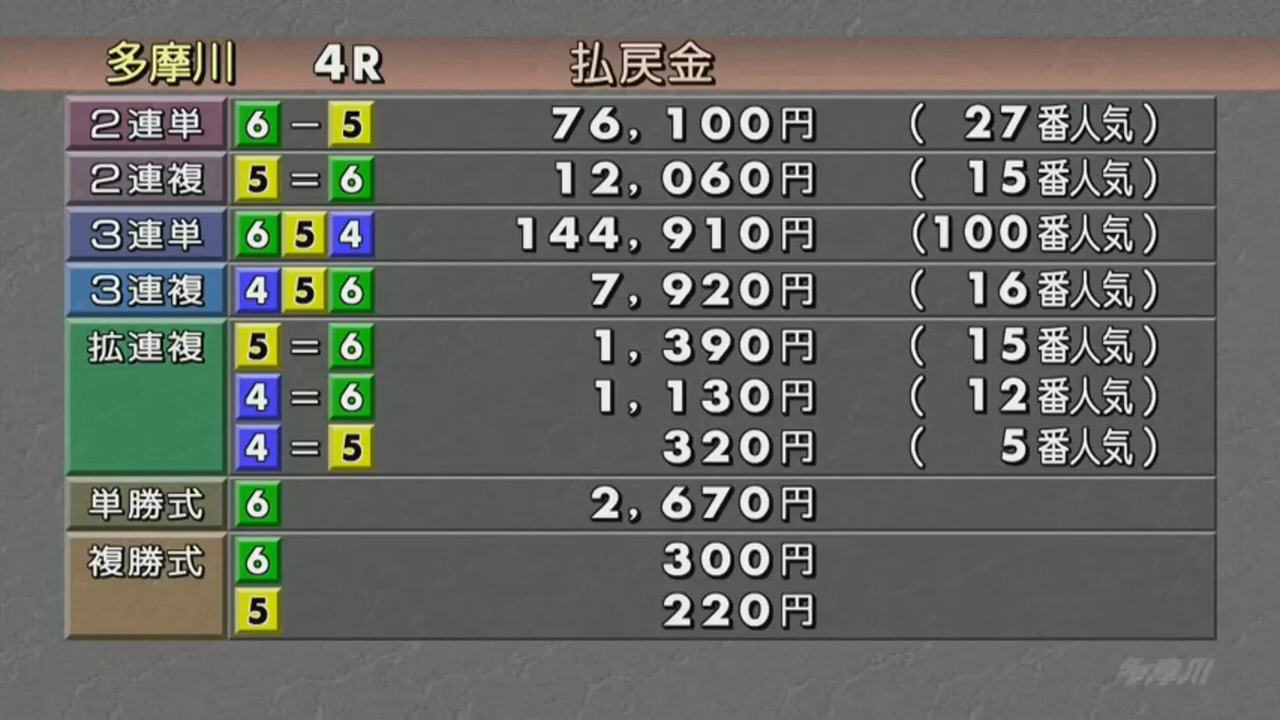 多摩川 4R 払戻金
2連単 6 － 5 76,100円 ( 27番人気)
2連複 5 = 6 12,060円 ( 15番人気)
3連単 6 5 4 144,910円 (100番人気)
3連複 4 5 6 7,920円 ( 16番人気)
拡連複 5 = 6 1,390円 ( 15番人気)
4 = 6 1,130円 ( 12番人気)
4 = 5 320円 ( 5番人気)
単勝式 6 2,670円
複勝式 6 300円
5 220円
多摩川